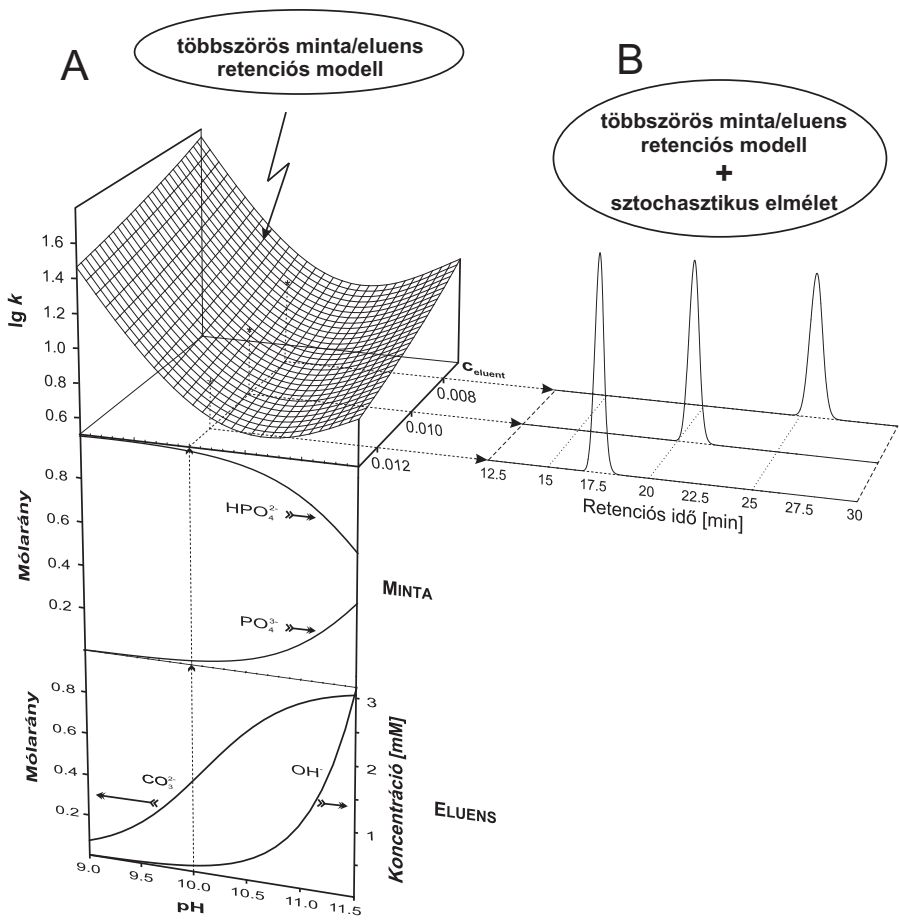 A
többszörös minta/eluens
retenciós modell
B
többszörös minta/eluens
retenciós modell
+
sztochasztikus elmélet
lg k
1.6
1.4
1.2
1.0
0.8
0.6
c_eluent
0.008
0.010
0.012
12.5
15
17.5
20
22.5
25
27.5
30
Retenciós idő [min]
Mólarány
0.8
0.6
0.4
0.2
HPO₄²⁻
PO₄³⁻
MINTA
Mólarány
0.8
0.6
0.4
0.2
CO₃²⁻
OH⁻
3
2
1
Koncentráció [mM]
ELUENS
9.0
9.5
10.0
10.5
11.0
11.5
pH